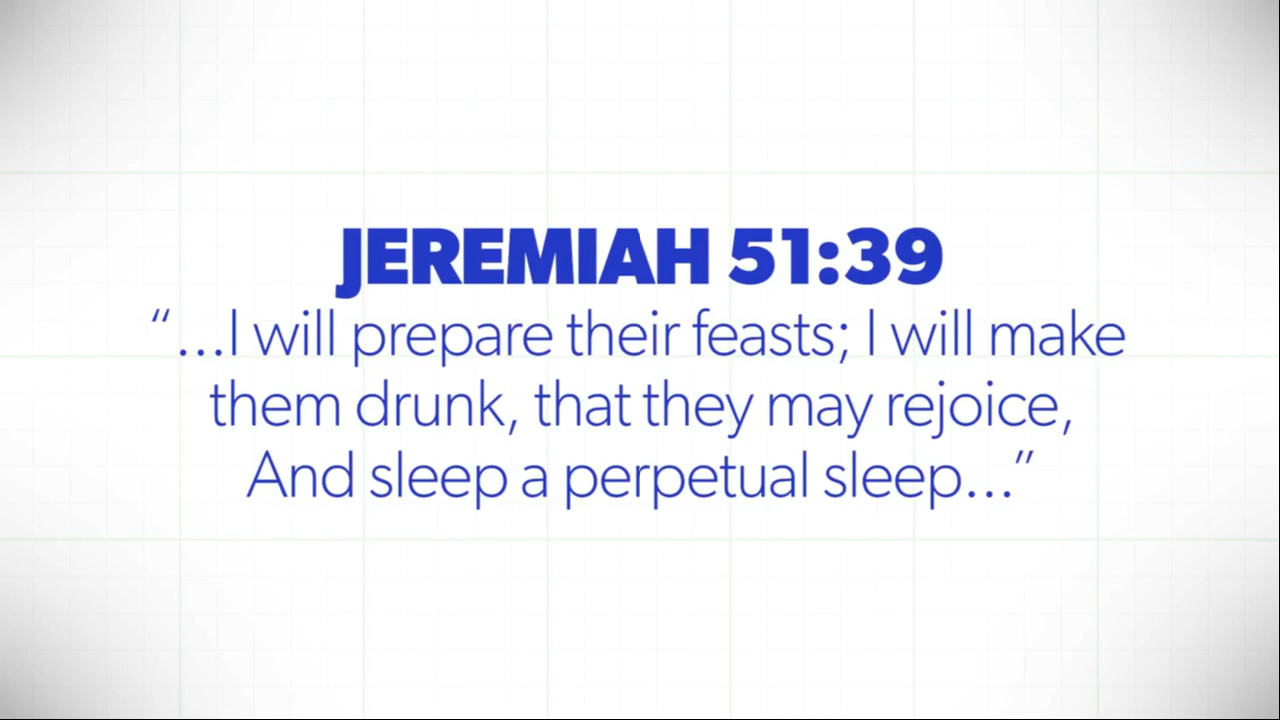 JEREMIAH 51:39
“...I will prepare their feasts; I will make
them drunk, that they may rejoice,
And sleep a perpetual sleep...”